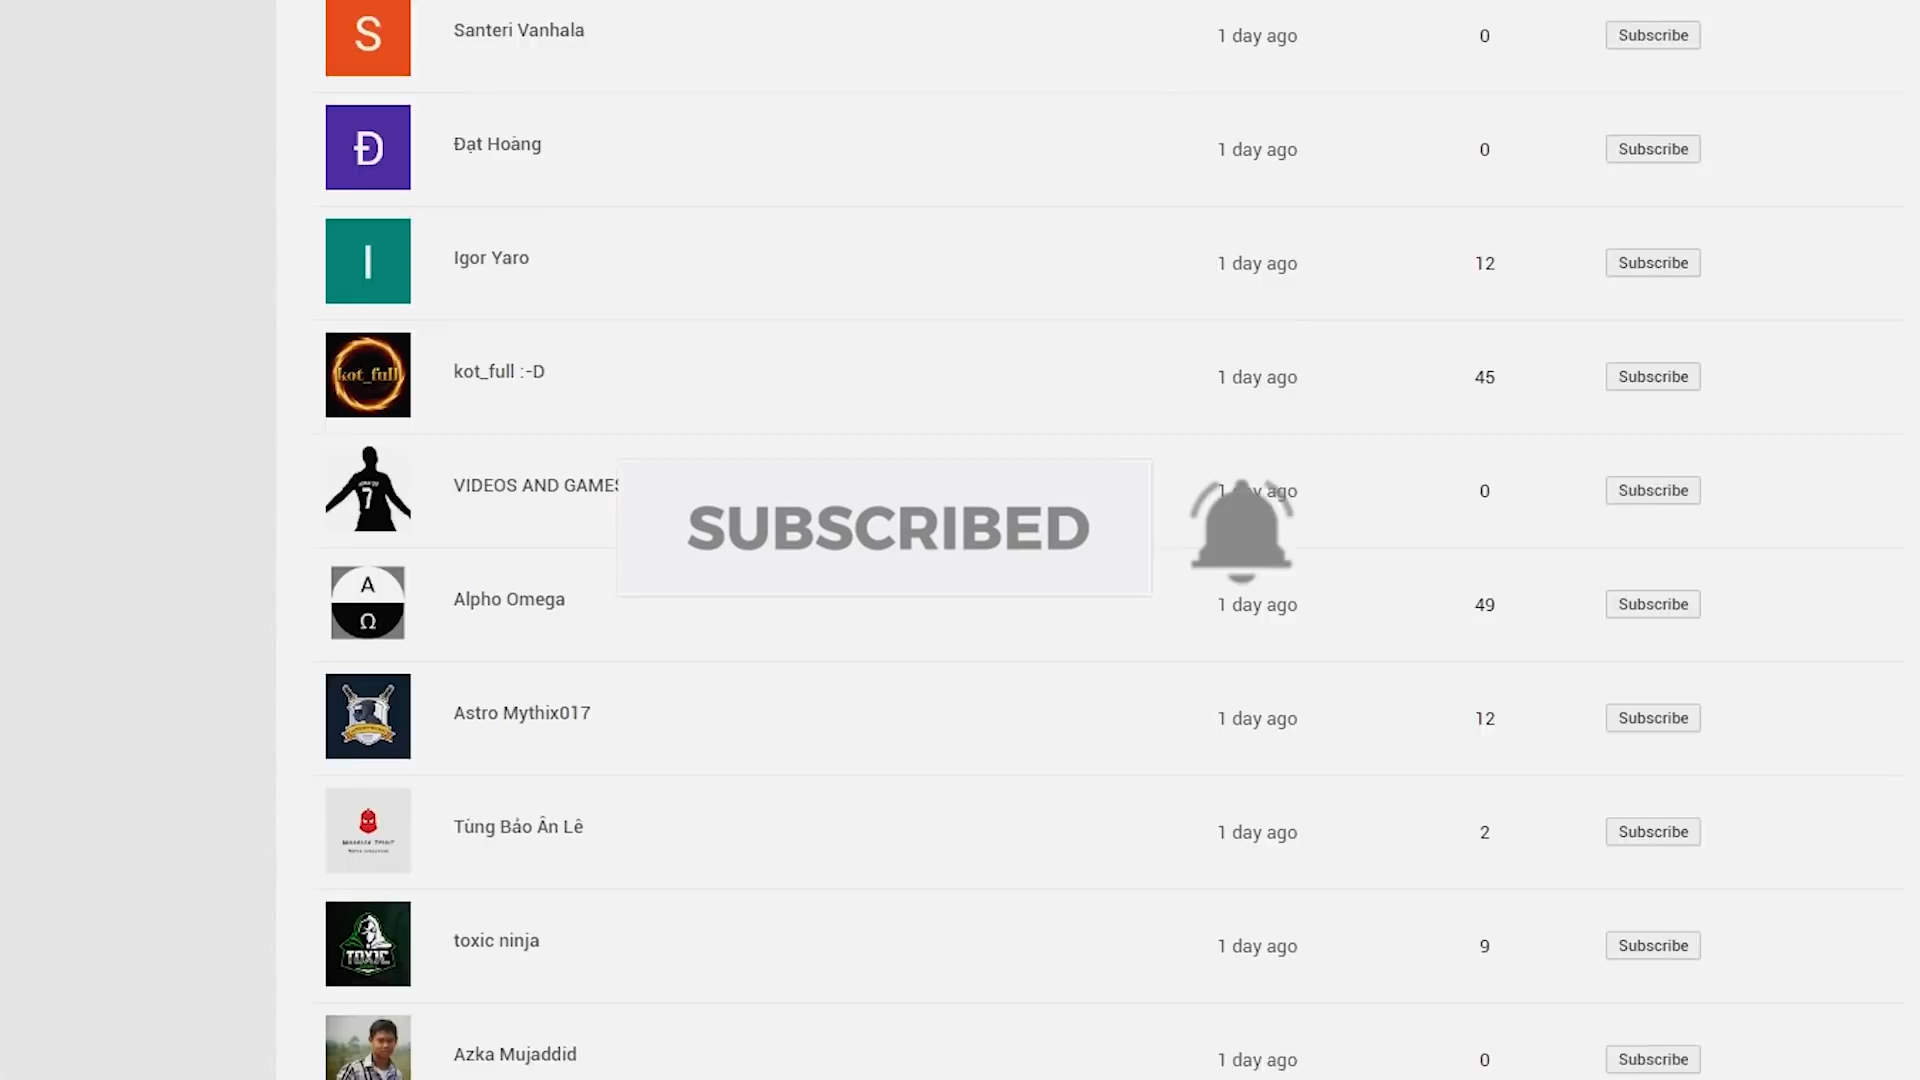 S Santeri Vanhala 1 day ago 0 Subscribe
Đ Đạt Hoàng 1 day ago 0 Subscribe
I Igor Yaro 1 day ago 12 Subscribe
kot_full kot_full :-D 1 day ago 45 Subscribe
7 VIDEOS AND GAMES 1 day ago 0 Subscribe
SUBSCRIBED
A Ω Alpho Omega 1 day ago 49 Subscribe
Astro Mythix017 1 day ago 12 Subscribe
Tùng Bảo Ân Lê 1 day ago 2 Subscribe
TOXIC toxic ninja 1 day ago 9 Subscribe
Azka Mujaddid 1 day ago 0 Subscribe